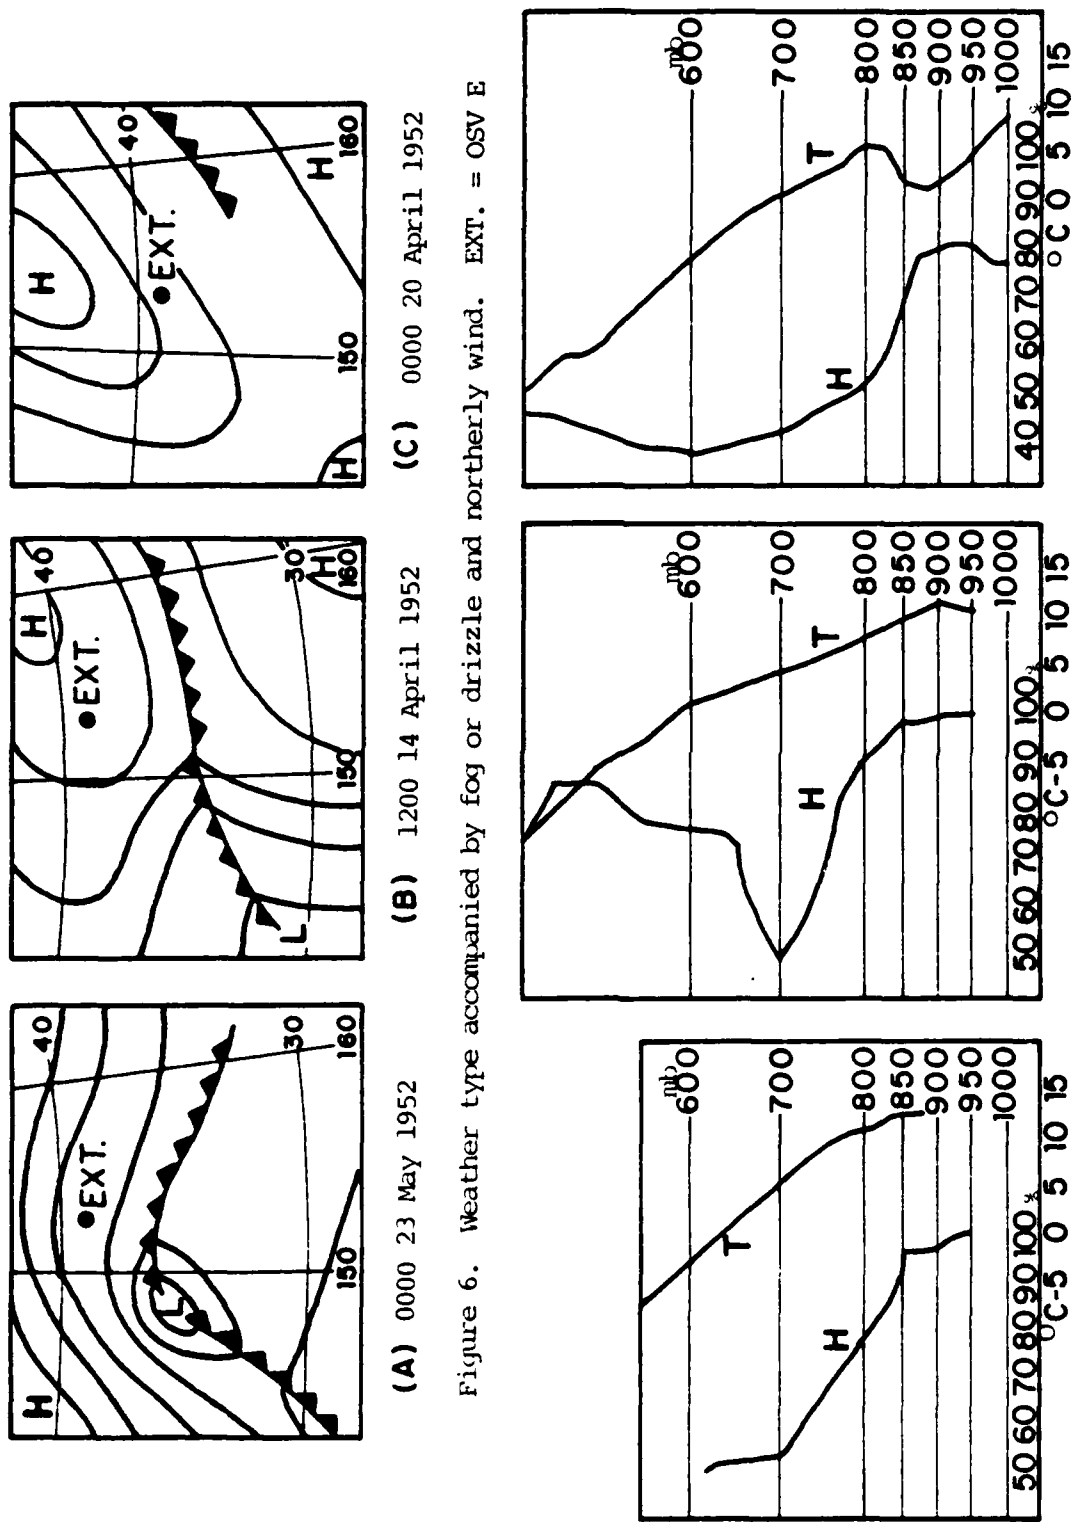 H
40
EXT.
L
30
150
160
(A) 0000 23 May 1952
H
40
EXT.
L
30
H
150
160
(B) 1200 14 April 1952
H
40
EXT.
H
H
150
160
(C) 0000 20 April 1952
Figure 6. Weather type accompanied by fog or drizzle and northerly wind. EXT. = OSV E
mb
600
700
800
850
900
950
1000
T
H
50 60 70 80 90 100%
°C -5 0 5 10 15
mb
600
700
800
850
900
950
1000
T
H
50 60 70 80 90 100%
°C -5 0 5 10 15
mb
600
700
800
850
900
950
1000
T
H
40 50 60 70 80 90 100%
°C 0 5 10 15